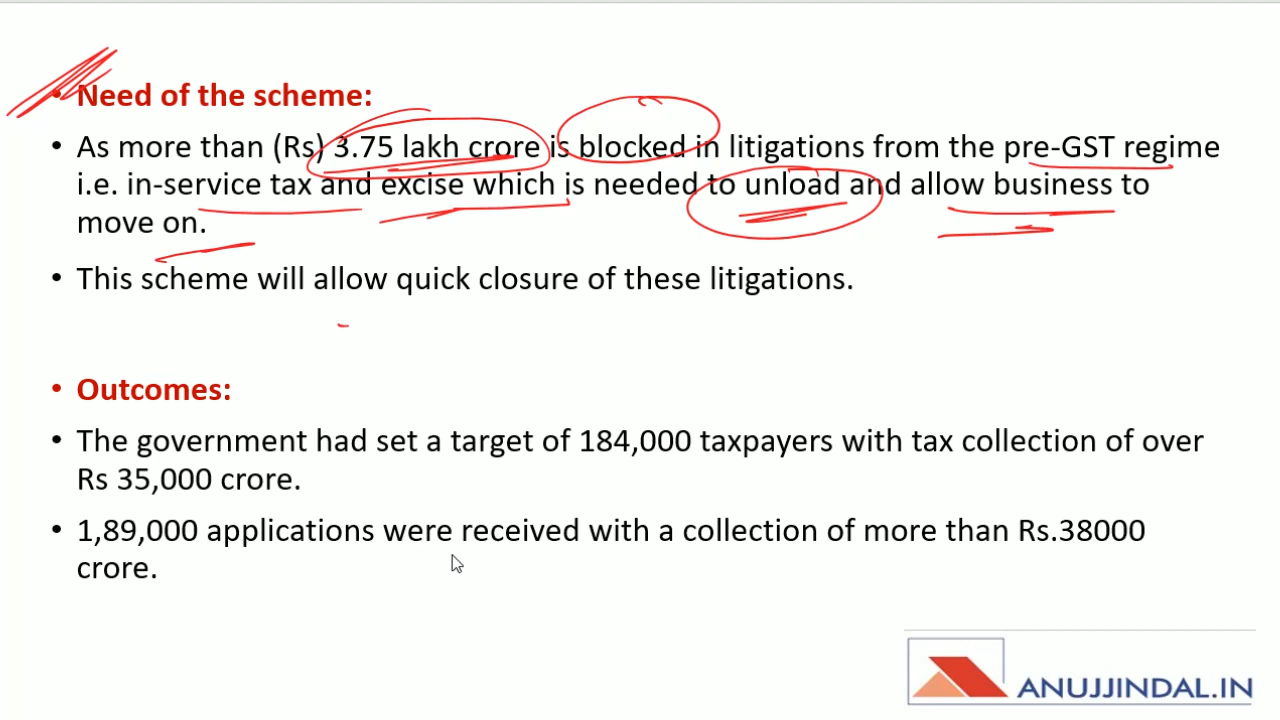 • Need of the scheme:
• As more than (Rs) 3.75 lakh crore is blocked in litigations from the pre-GST regime
i.e. in-service tax and excise which is needed to unload and allow business to
move on.
• This scheme will allow quick closure of these litigations.
• Outcomes:
• The government had set a target of 184,000 taxpayers with tax collection of over
Rs 35,000 crore.
• 1,89,000 applications were received with a collection of more than Rs.38000
crore.
ANUJJINDAL.IN